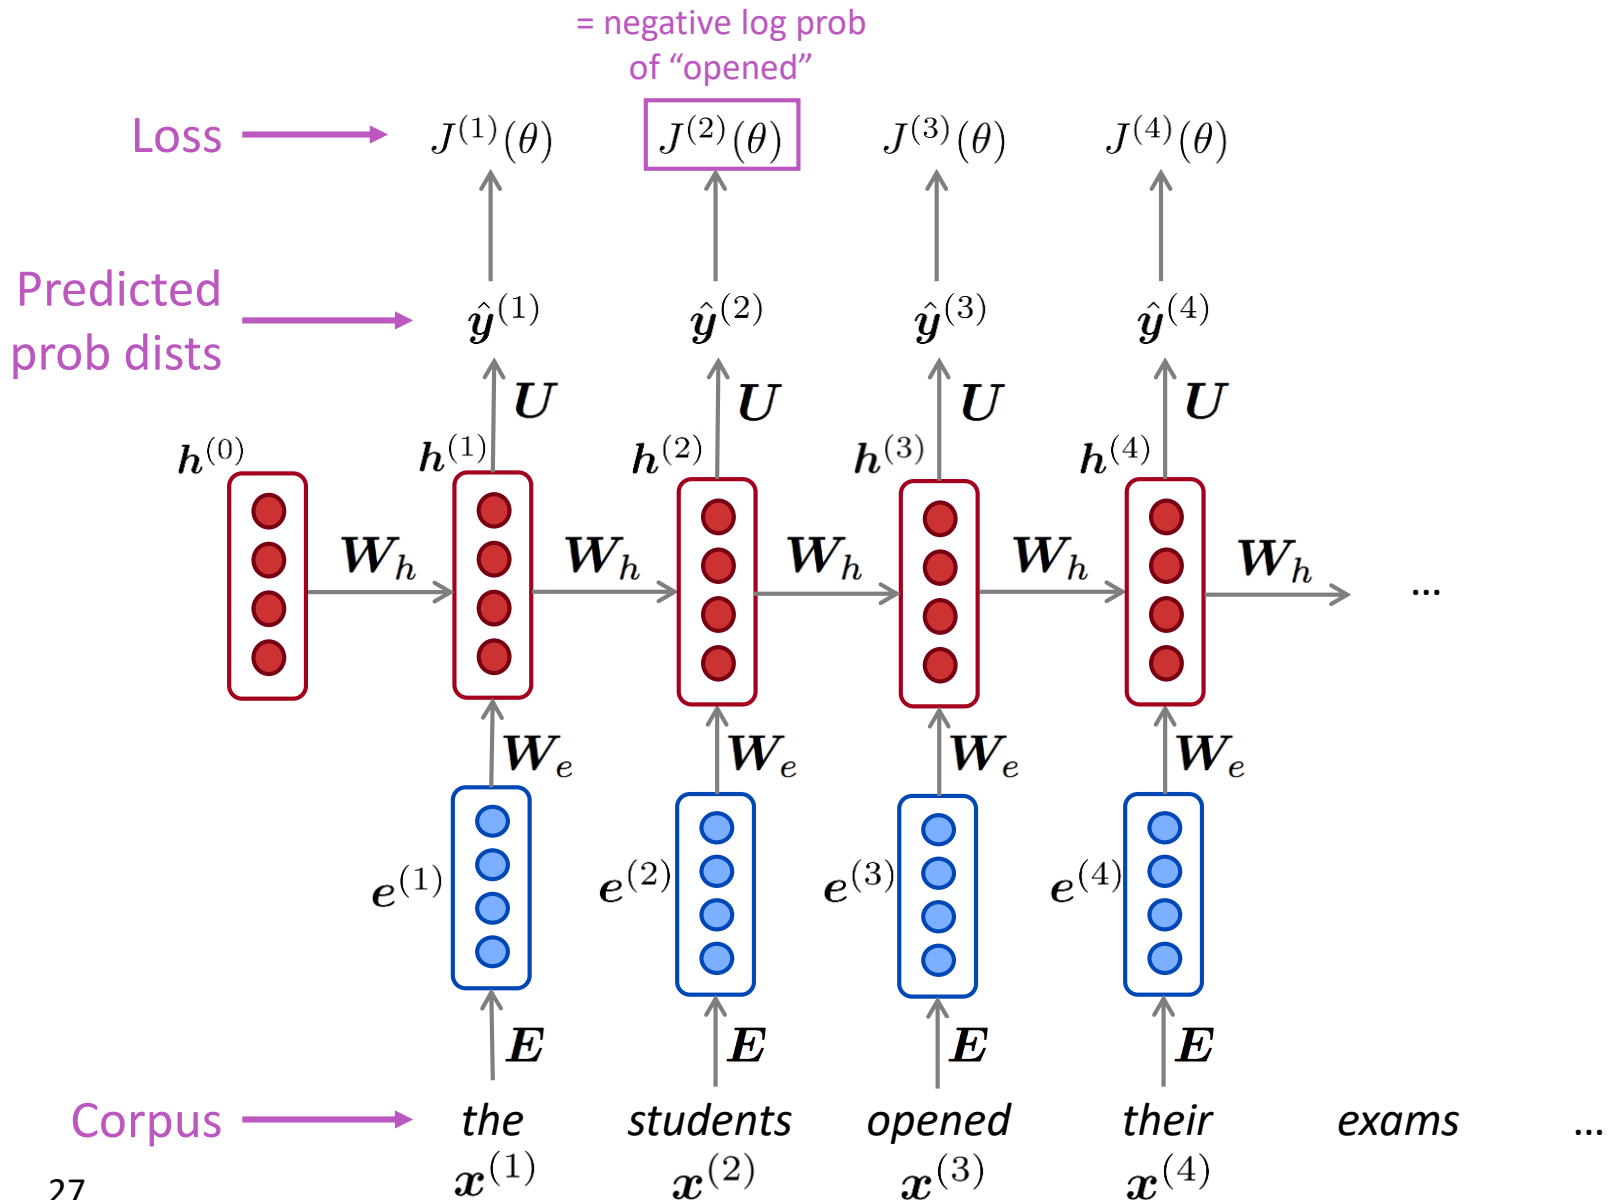 = negative log prob
of “opened”
Loss J^{(1)}(θ) J^{(2)}(θ) J^{(3)}(θ) J^{(4)}(θ)
Predicted
prob dists
ŷ^{(1)} ŷ^{(2)} ŷ^{(3)} ŷ^{(4)}
U U U U
h^{(0)} h^{(1)} h^{(2)} h^{(3)} h^{(4)}
W_h W_h W_h W_h W_h
...
W_e W_e W_e W_e
e^{(1)} e^{(2)} e^{(3)} e^{(4)}
E E E E
Corpus the students opened their exams ...
x^{(1)} x^{(2)} x^{(3)} x^{(4)}
27